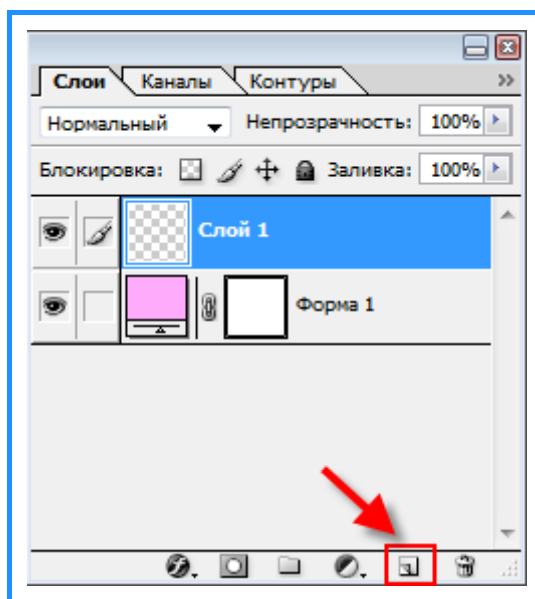 Слои Каналы Контуры
Нормальный Непрозрачность: 100%
Блокировка: Заливка: 100%
Слой 1
Форма 1